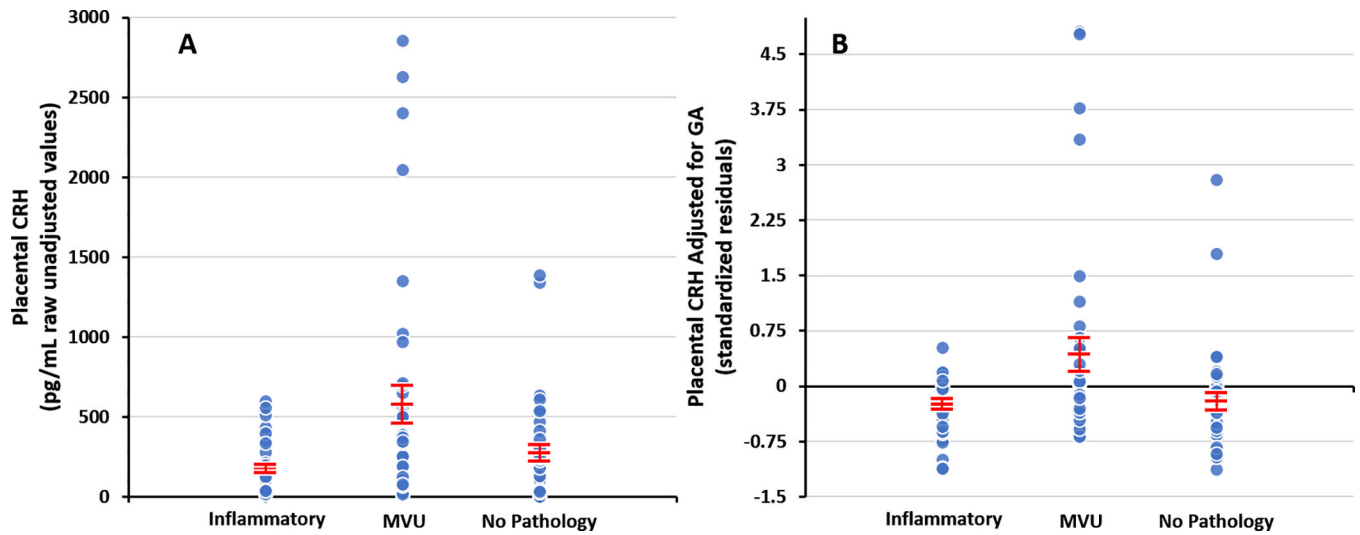 A
Placental CRH
(pg/mL raw unadjusted values)
3000
2500
2000
1500
1000
500
0
Inflammatory
MVU
No Pathology
B
Placental CRH Adjusted for GA
(standardized residuals)
4.5
3.75
3
2.25
1.5
0.75
0
-0.75
-1.5
Inflammatory
MVU
No Pathology